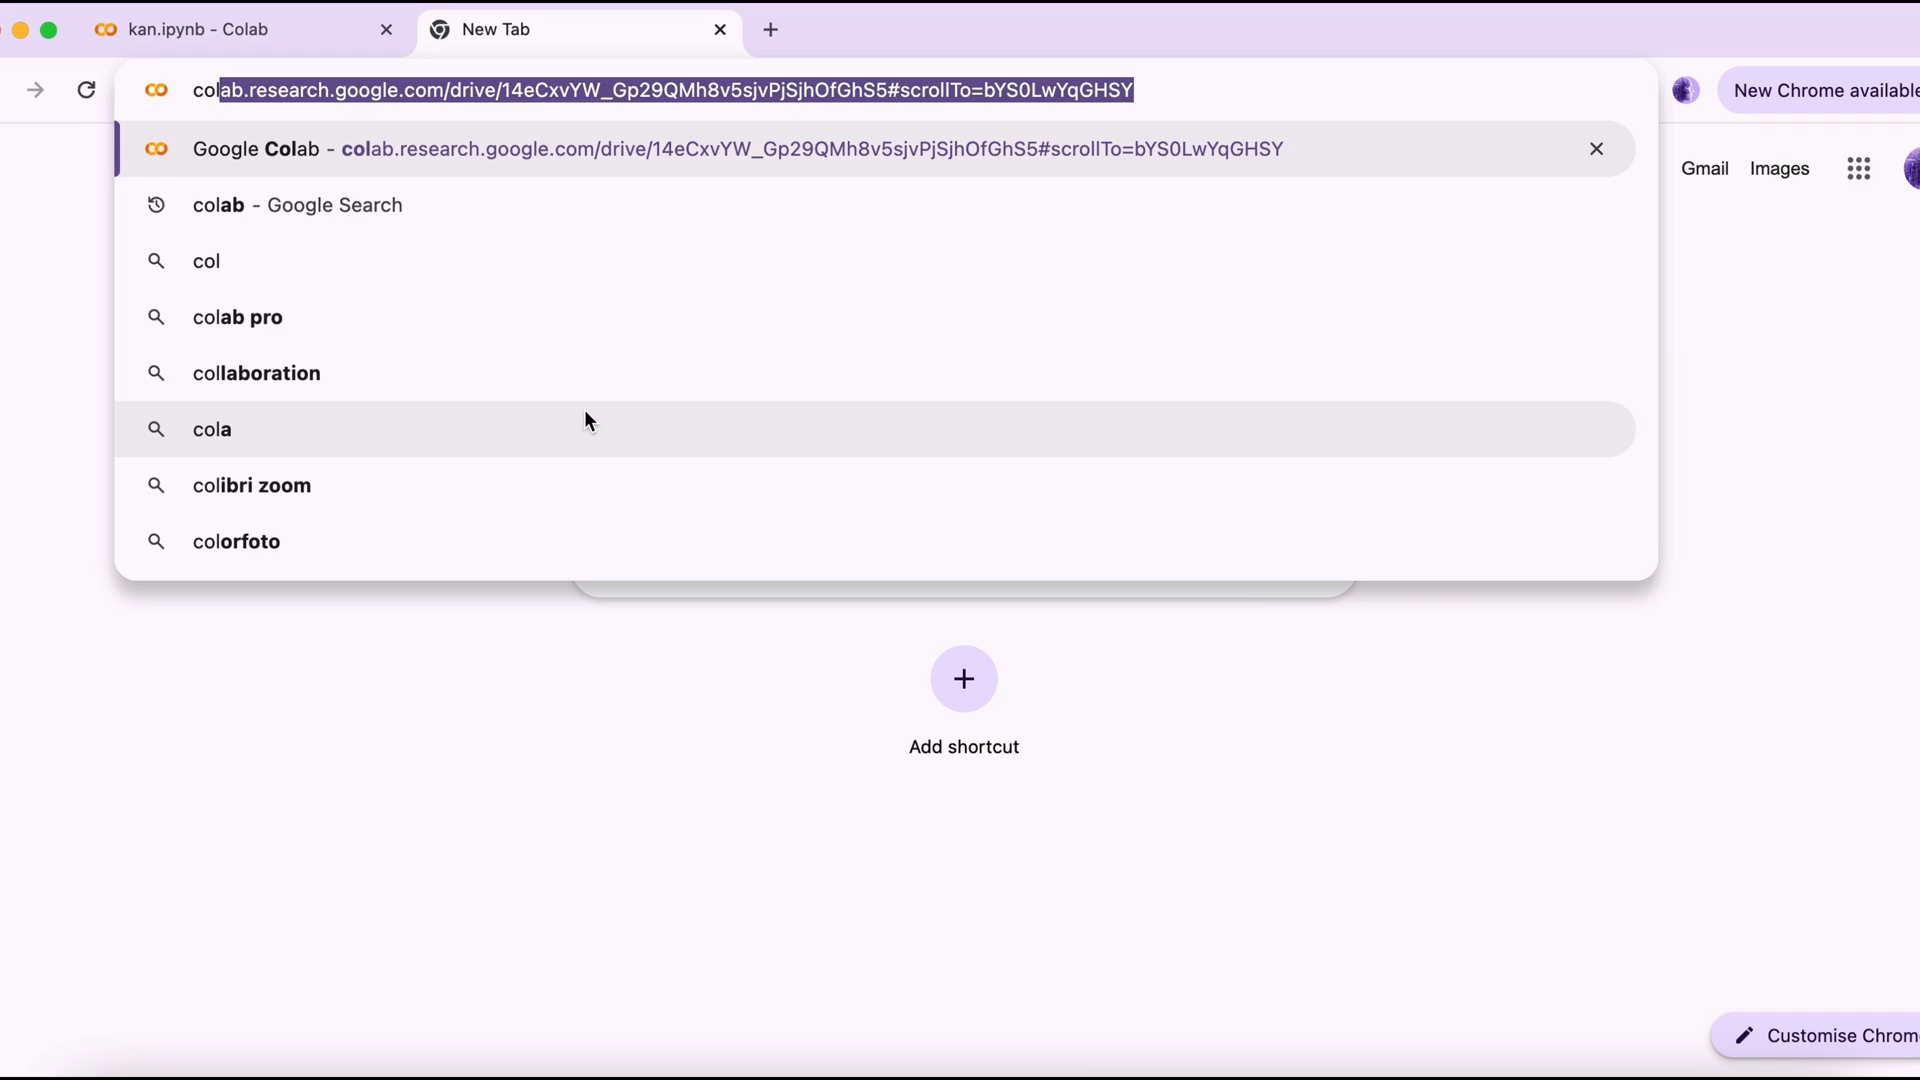 kan.ipynb - Colab
New Tab
colab.research.google.com/drive/14eCxvYW_Gp29QMh8v5sjvPjSjhOfGhS5#scrollTo=bYS0LwYqGHSY
New Chrome available
Google Colab - colab.research.google.com/drive/14eCxvYW_Gp29QMh8v5sjvPjSjhOfGhS5#scrollTo=bYS0LwYqGHSY
Gmail Images
colab - Google Search
col
colab pro
collaboration
cola
colibri zoom
colorfoto
Add shortcut
Customise Chrom